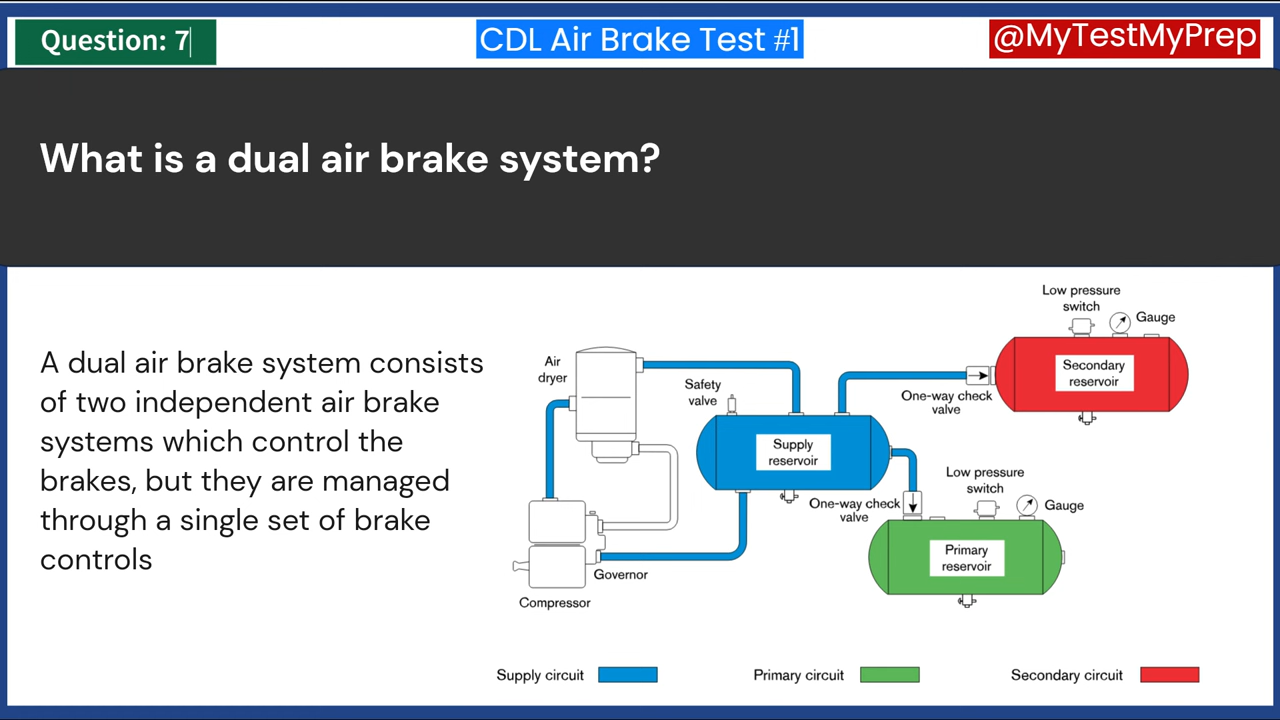 Question: 7
CDL Air Brake Test #1
@MyTestMyPrep
What is a dual air brake system?
A dual air brake system consists
of two independent air brake
systems which control the
brakes, but they are managed
through a single set of brake
controls
Low pressure
switch
Gauge
Secondary
reservoir
One-way check
valve
Air
dryer
Safety
valve
Supply
reservoir
One-way check
valve
Low pressure
switch
Gauge
Primary
reservoir
Governor
Compressor
Supply circuit
Primary circuit
Secondary circuit